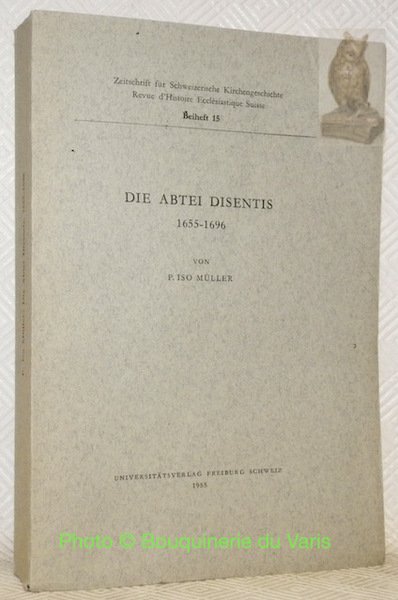 Zeitschrift für Schweizerische Kirchengeschichte
Revue d'Histoire Ecclésiastique Suisse
Beiheft 15
DIE ABTEI DISENTIS
1655-1696
VON
P. ISO MÜLLER
UNIVERSITÄTSVERLAG FREIBURG SCHWEIZ
1955
Photo © Bouquinerie du Varis